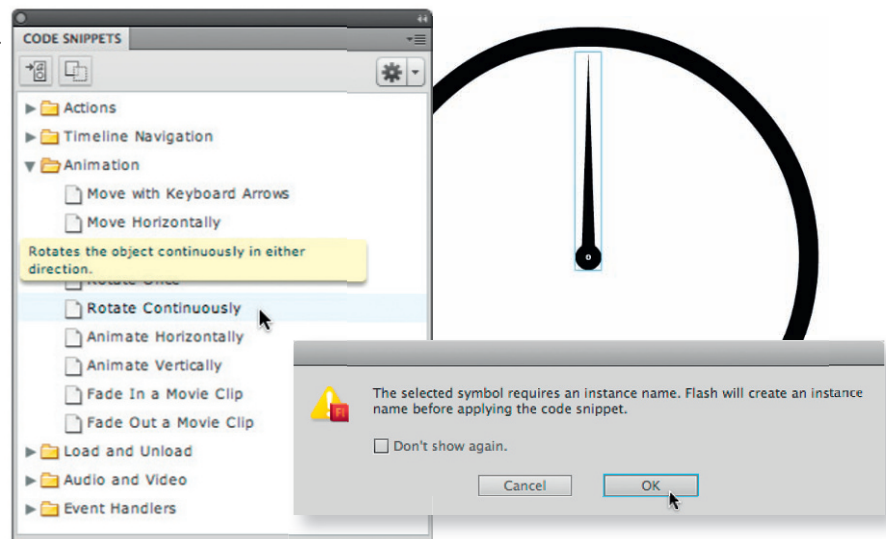 CODE SNIPPETS
Actions
Timeline Navigation
Animation
Move with Keyboard Arrows
Move Horizontally
Rotates the object continuously in either
direction.
Rotate Once
Rotate Continuously
Animate Horizontally
Animate Vertically
Fade In a Movie Clip
Fade Out a Movie Clip
Load and Unload
Audio and Video
Event Handlers
Fl
The selected symbol requires an instance name. Flash will create an instance
name before applying the code snippet.
Don't show again.
Cancel
OK